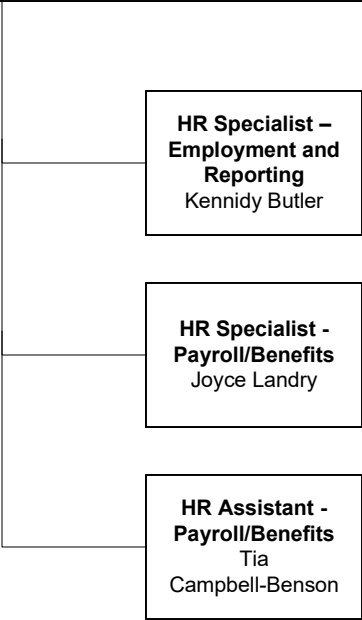 HR Specialist –
Employment and
Reporting
Kennidy Butler
HR Specialist -
Payroll/Benefits
Joyce Landry
HR Assistant -
Payroll/Benefits
Tia
Campbell-Benson